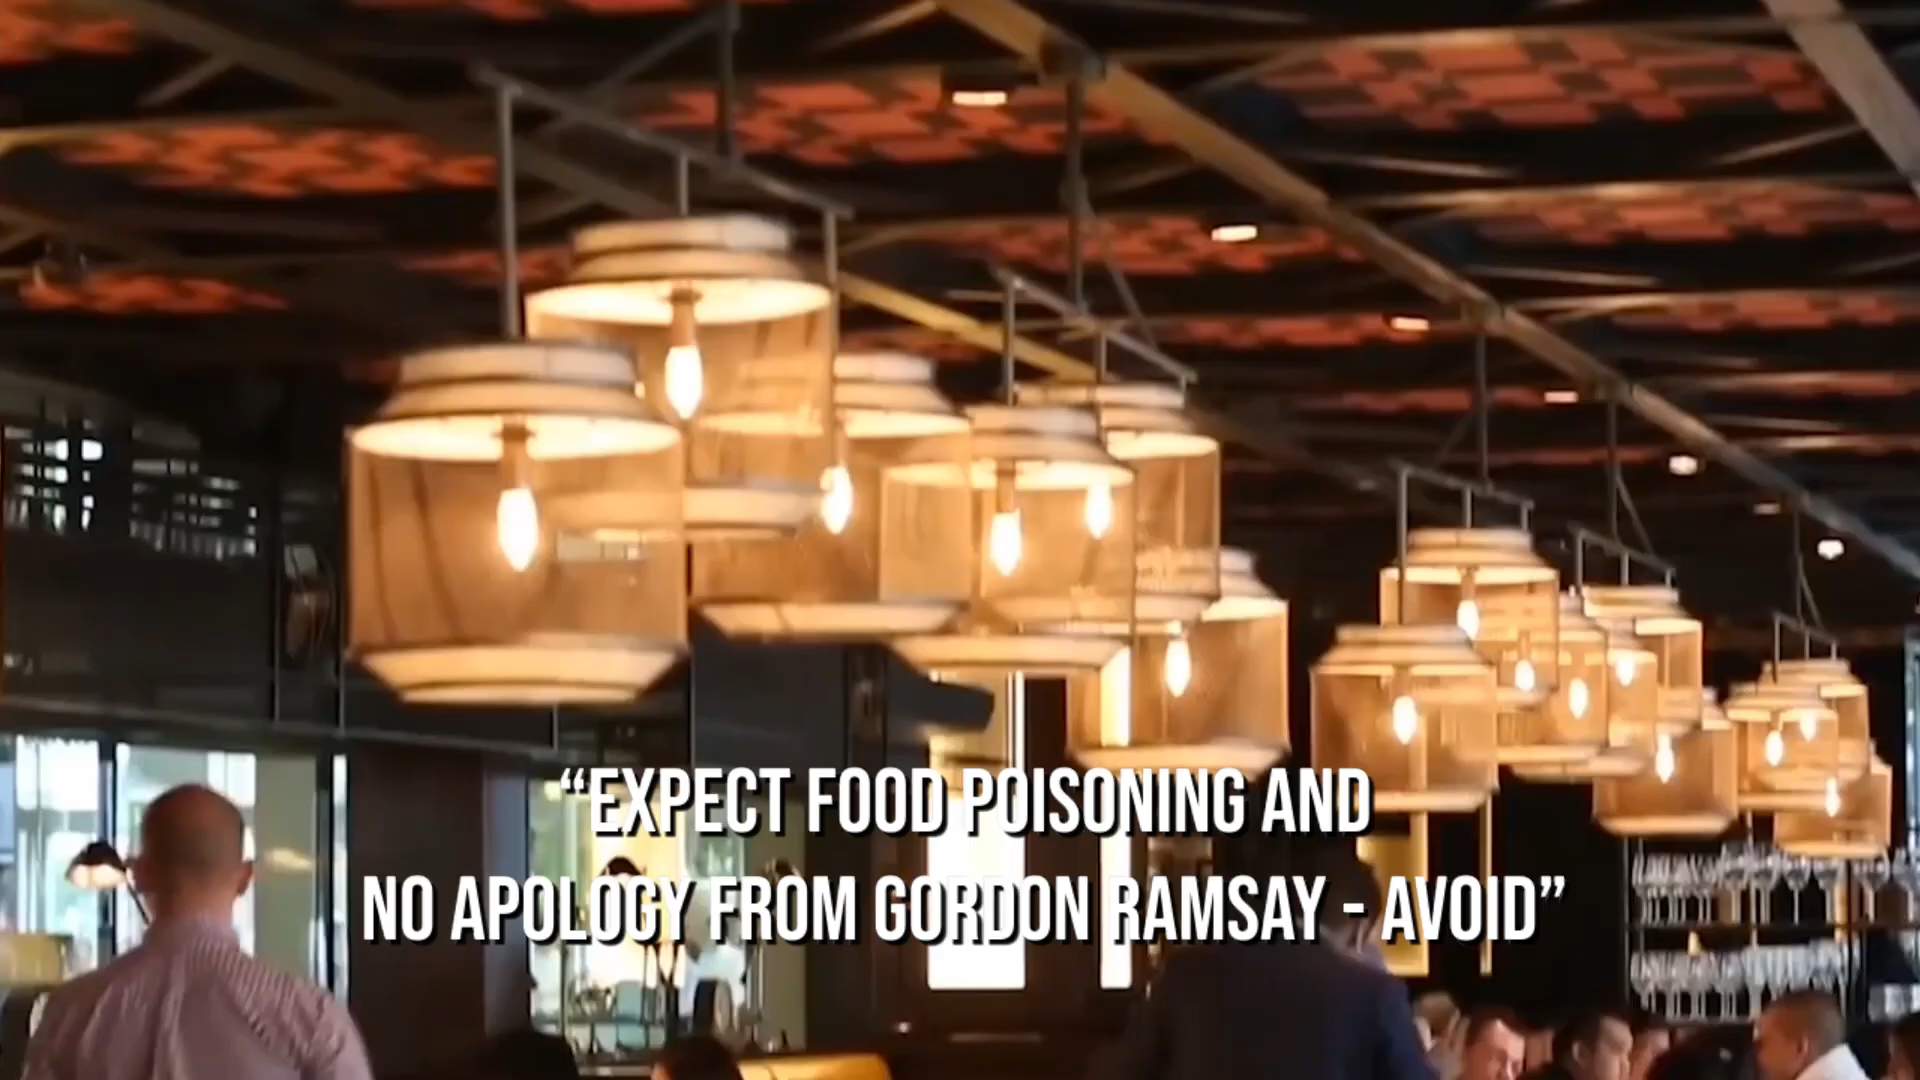 “EXPECT FOOD POISONING AND
NO APOLOGY FROM GORDON RAMSAY - AVOID”